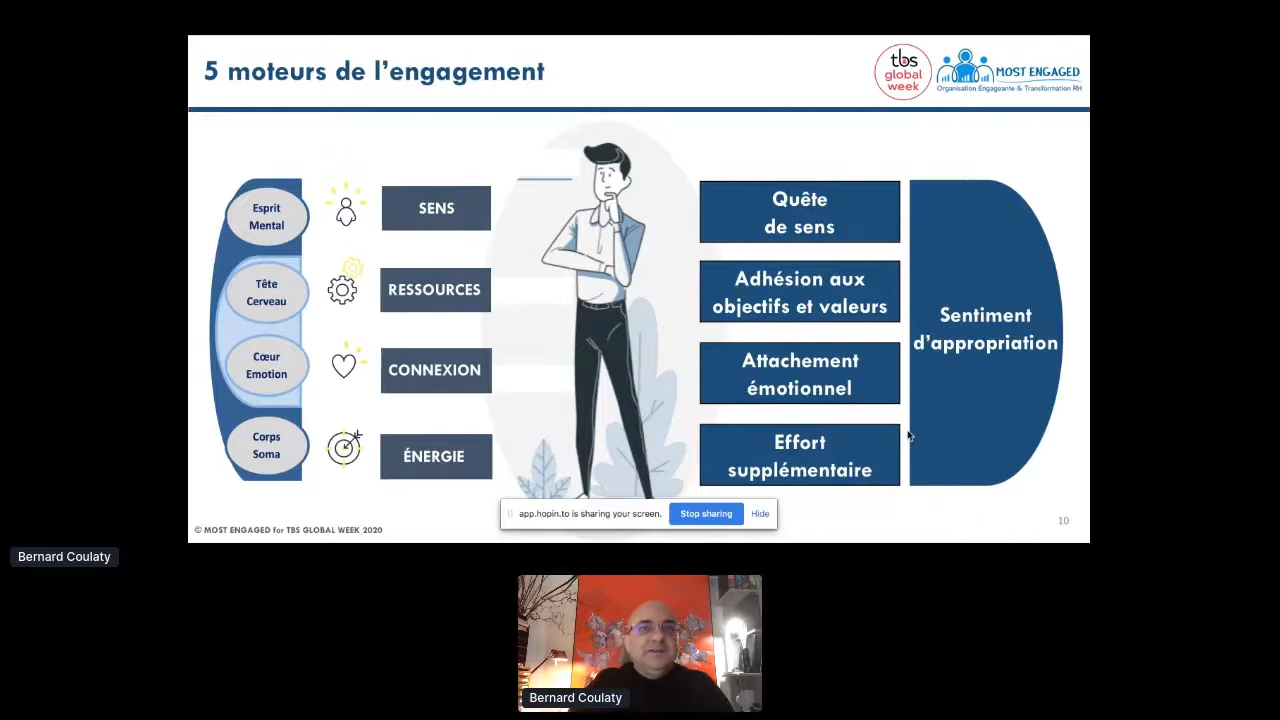 5 moteurs de l'engagement
tbs
global
week
MOST ENGAGED
Organisation Engageante & Transformation RH
Esprit
Mental
SENS
Quête
de sens
Tête
Cerveau
RESSOURCES
Adhésion aux
objectifs et valeurs
Sentiment
d'appropriation
Cœur
Emotion
CONNEXION
Attachement
émotionnel
Corps
Soma
ÉNERGIE
Effort
supplémentaire
app.hopin.to is sharing your screen.
Stop sharing
Hide
© MOST ENGAGED for TBS GLOBAL WEEK 2020
10
Bernard Coulaty
Bernard Coulaty